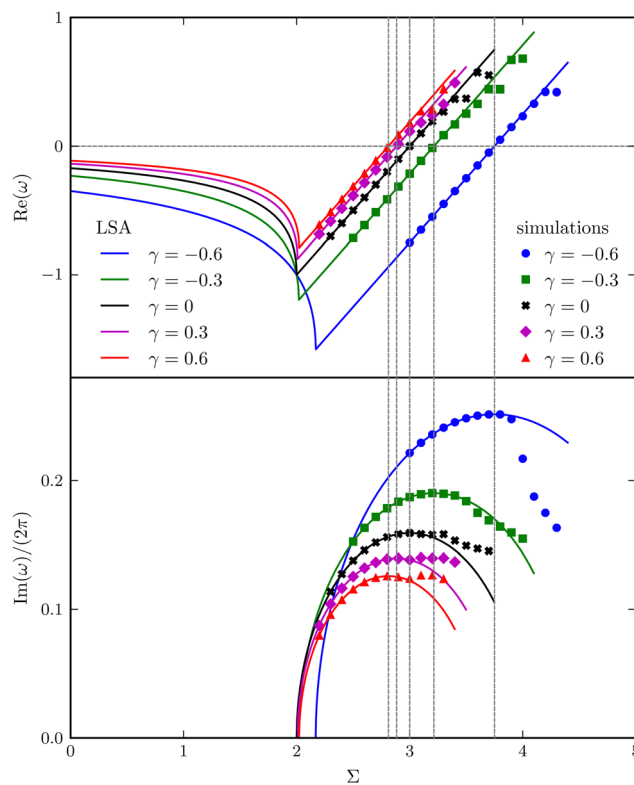 1
0
−1
Re(ω)
LSA
γ = −0.6
γ = −0.3
γ = 0
γ = 0.3
γ = 0.6
simulations
γ = −0.6
γ = −0.3
γ = 0
γ = 0.3
γ = 0.6
0.2
0.1
0.0
Im(ω)/(2π)
0 1 2 3 4 5
Σ